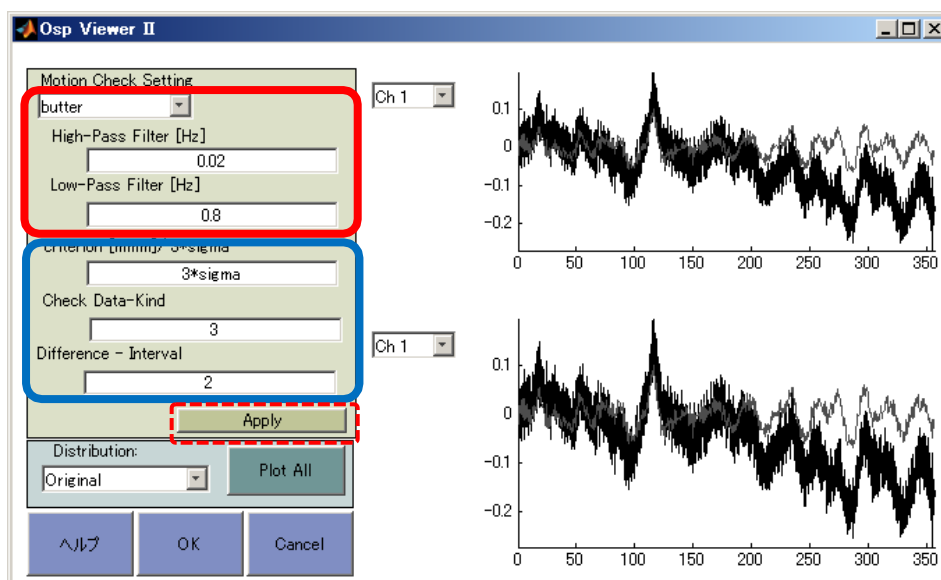 Osp Viewer II
Motion Check Setting
butter
High-Pass Filter [Hz]
0.02
Low-Pass Filter [Hz]
0.8
3*sigma
Check Data-Kind
3
Difference - Interval
2
Apply
Distribution:
Original
Plot All
ヘルプ
OK
Cancel
Ch 1
0.1
0
-0.1
-0.2
0 50 100 150 200 250 300 350
Ch 1
0.1
0
-0.1
-0.2
0 50 100 150 200 250 300 350